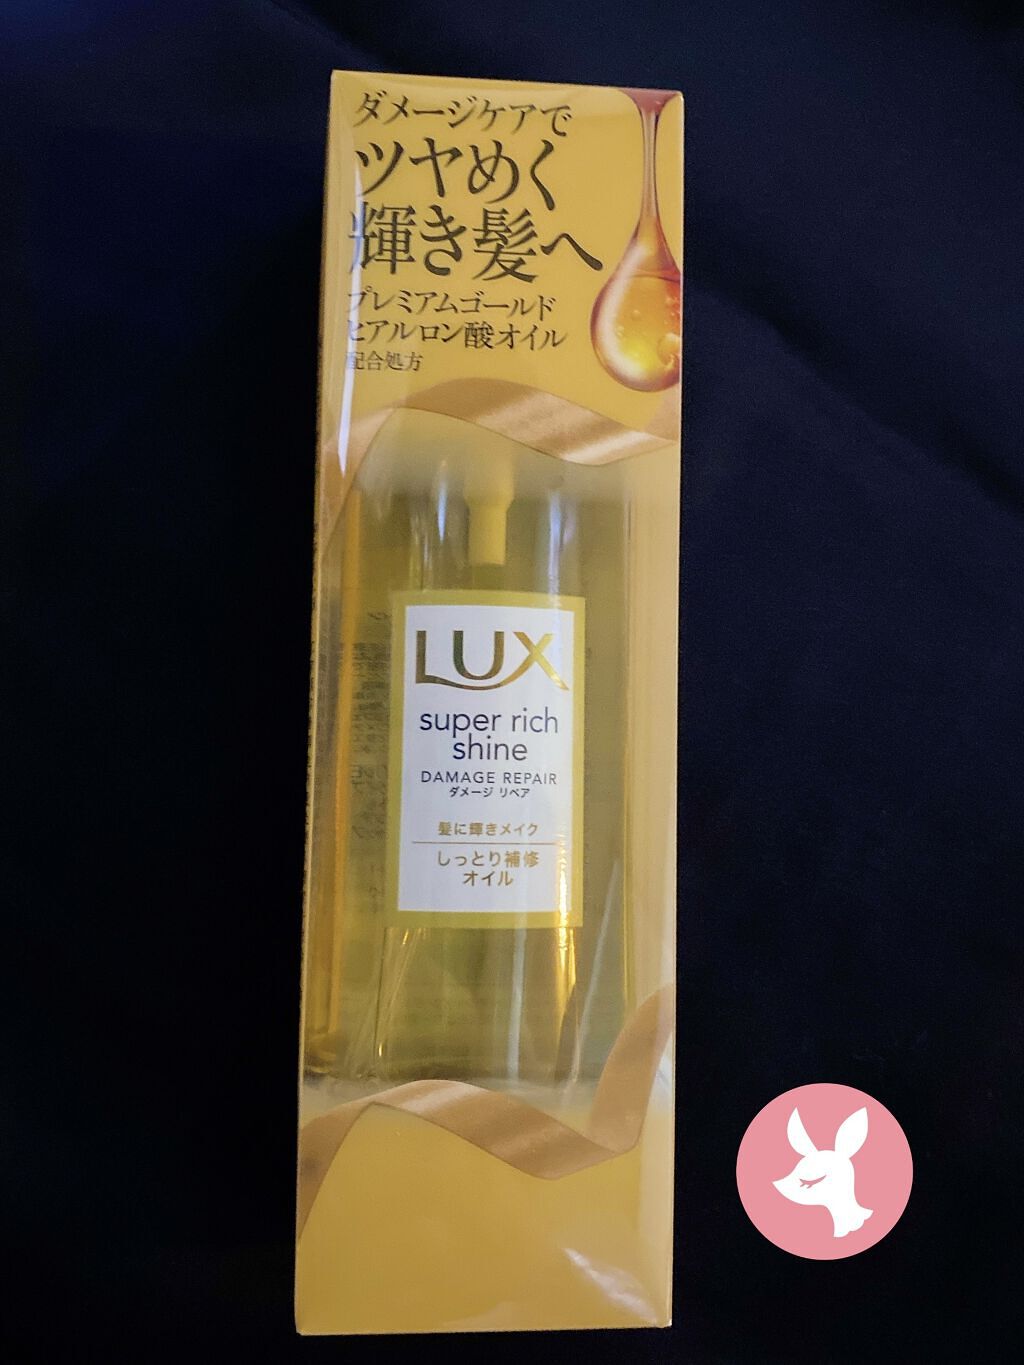 ダメージケアで
ツヤめく
輝き髪へ
プレミアムゴールド
ヒアルロン酸オイル
配合処方
LUX
super rich
shine
DAMAGE REPAIR
ダメージ リペア
髪に輝きメイク
しっとり補修
オイル